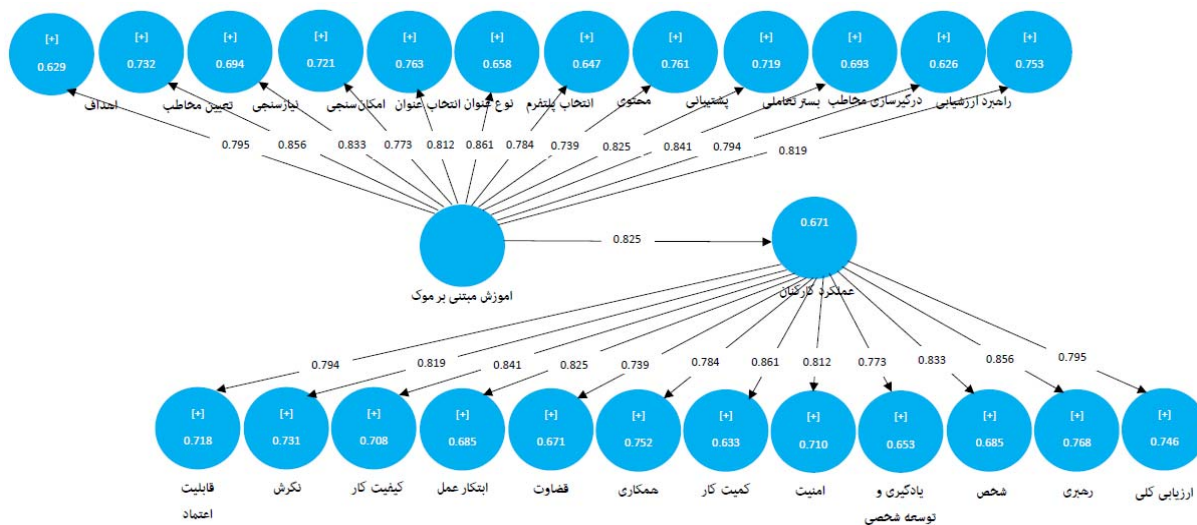 [+] [+] [+] [+] [+] [+] [+] [+] [+] [+] [+] [+]
0.629 0.732 0.694 0.721 0.763 0.658 0.647 0.761 0.719 0.693 0.626 0.753
اهداف
تعیین مخاطب
نیازسنجی
امکان‌سنجی
انتخاب عنوان
نوع عنوان
انتخاب پلتفرم
محتوی
پشتیبانی
بستر تعاملی
درگیرسازی مخاطب
راهبرد ارزشیابی
0.795 0.856 0.833 0.773 0.812 0.861 0.784 0.739 0.825 0.841 0.794 0.819
0.671
0.825
عملکرد کارکنان
اموزش مبتنی بر موک
0.794 0.819 0.841 0.825 0.739 0.784 0.861 0.812 0.773 0.833 0.856 0.795
[+] [+] [+] [+] [+] [+] [+] [+] [+] [+] [+] [+]
0.718 0.731 0.708 0.685 0.671 0.752 0.633 0.710 0.653 0.685 0.768 0.746
قابلیت
اعتماد
نکرش
کیفیت کار
ابتکار عمل
قضاوت
همکاری
کمیت کار
امنیت
یادگیری و
توسعه شخصی
شخص
رهبری
ارزیابی کلی